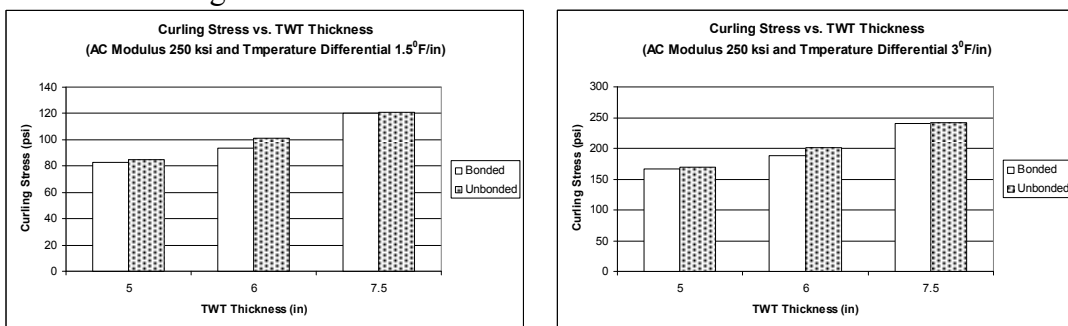 Curling Stress vs. TWT Thickness
(AC Modulus 250 ksi and Tmperature Differential 1.5⁰F/in)
Curling Stress (psi)
140
120
100
80
60
40
20
0
5 6 7.5
TWT Thickness (in)
Bonded
Unbonded
Curling Stress vs. TWT Thickness
(AC Modulus 250 ksi and Tmperature Differential 3⁰F/in)
Curling Stress (psi)
300
250
200
150
100
50
0
5 6 7.5
TWT Thickness (in)
Bonded
Unbonded